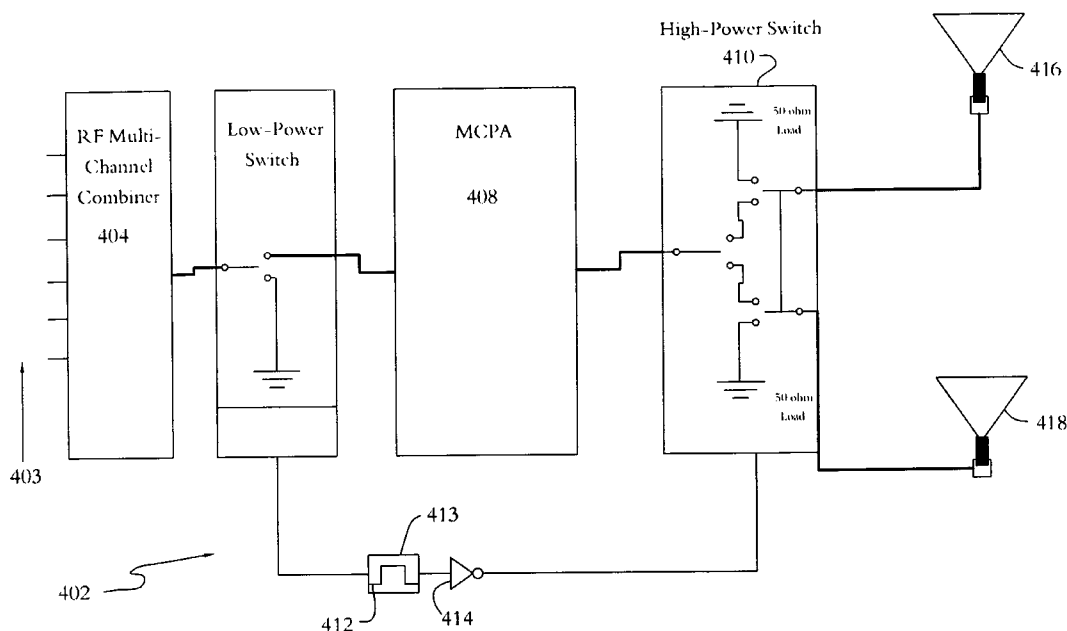 High-Power Switch
410
416
RF Multi-
Channel
Combiner
404
Low-Power
Switch
MCPA
408
50 ohm
Load
50 ohm
Load
418
403
402
413
412
414